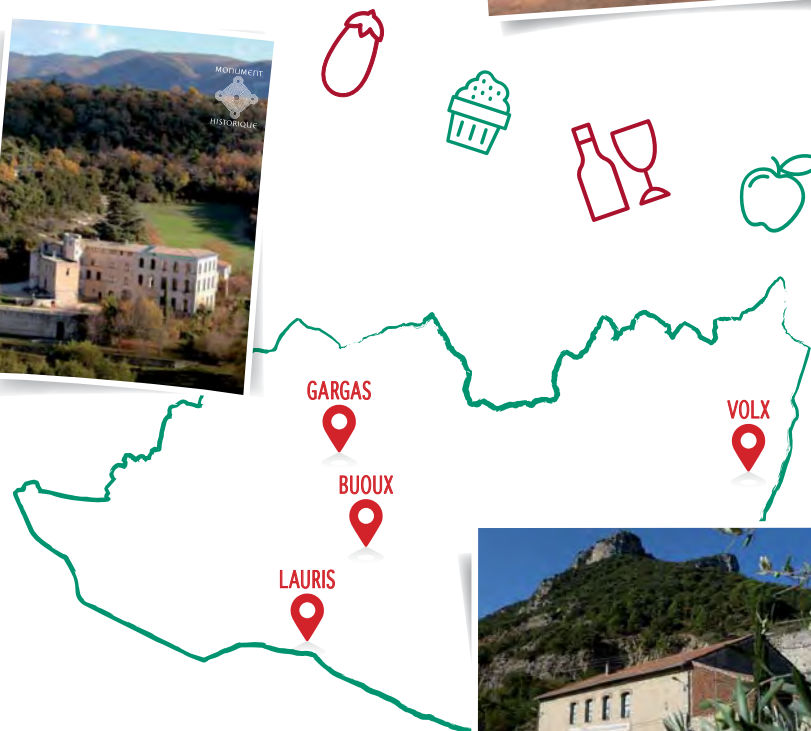 MONUMENT
HISTORIQUE
GARGAS
VOLX
BUOUX
LAURIS